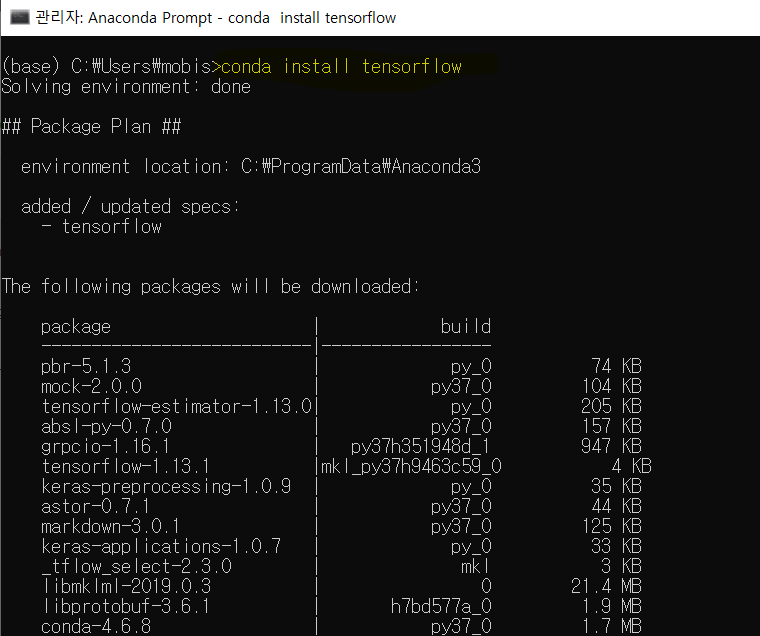 관리자: Anaconda Prompt - conda  install tensorflow
(base) C:₩Users₩mobis>conda install tensorflow
Solving environment: done
## Package Plan ##
environment location: C:₩ProgramData₩Anaconda3
added / updated specs:
- tensorflow
The following packages will be downloaded:
package | build
---------------------------|-----------------
pbr-5.1.3 | py_0 74 KB
mock-2.0.0 | py37_0 104 KB
tensorflow-estimator-1.13.0| py_0 205 KB
absl-py-0.7.0 | py37_0 157 KB
grpcio-1.16.1 | py37h351948d_1 947 KB
tensorflow-1.13.1 |mkl_py37h9463c59_0 4 KB
keras-preprocessing-1.0.9 | py_0 35 KB
astor-0.7.1 | py37_0 44 KB
markdown-3.0.1 | py37_0 125 KB
keras-applications-1.0.7 | py_0 33 KB
_tflow_select-2.3.0 | mkl 3 KB
libmklml-2019.0.3 | 0 21.4 MB
libprotobuf-3.6.1 | h7bd577a_0 1.9 MB
conda-4.6.8 | py37_0 1.7 MB